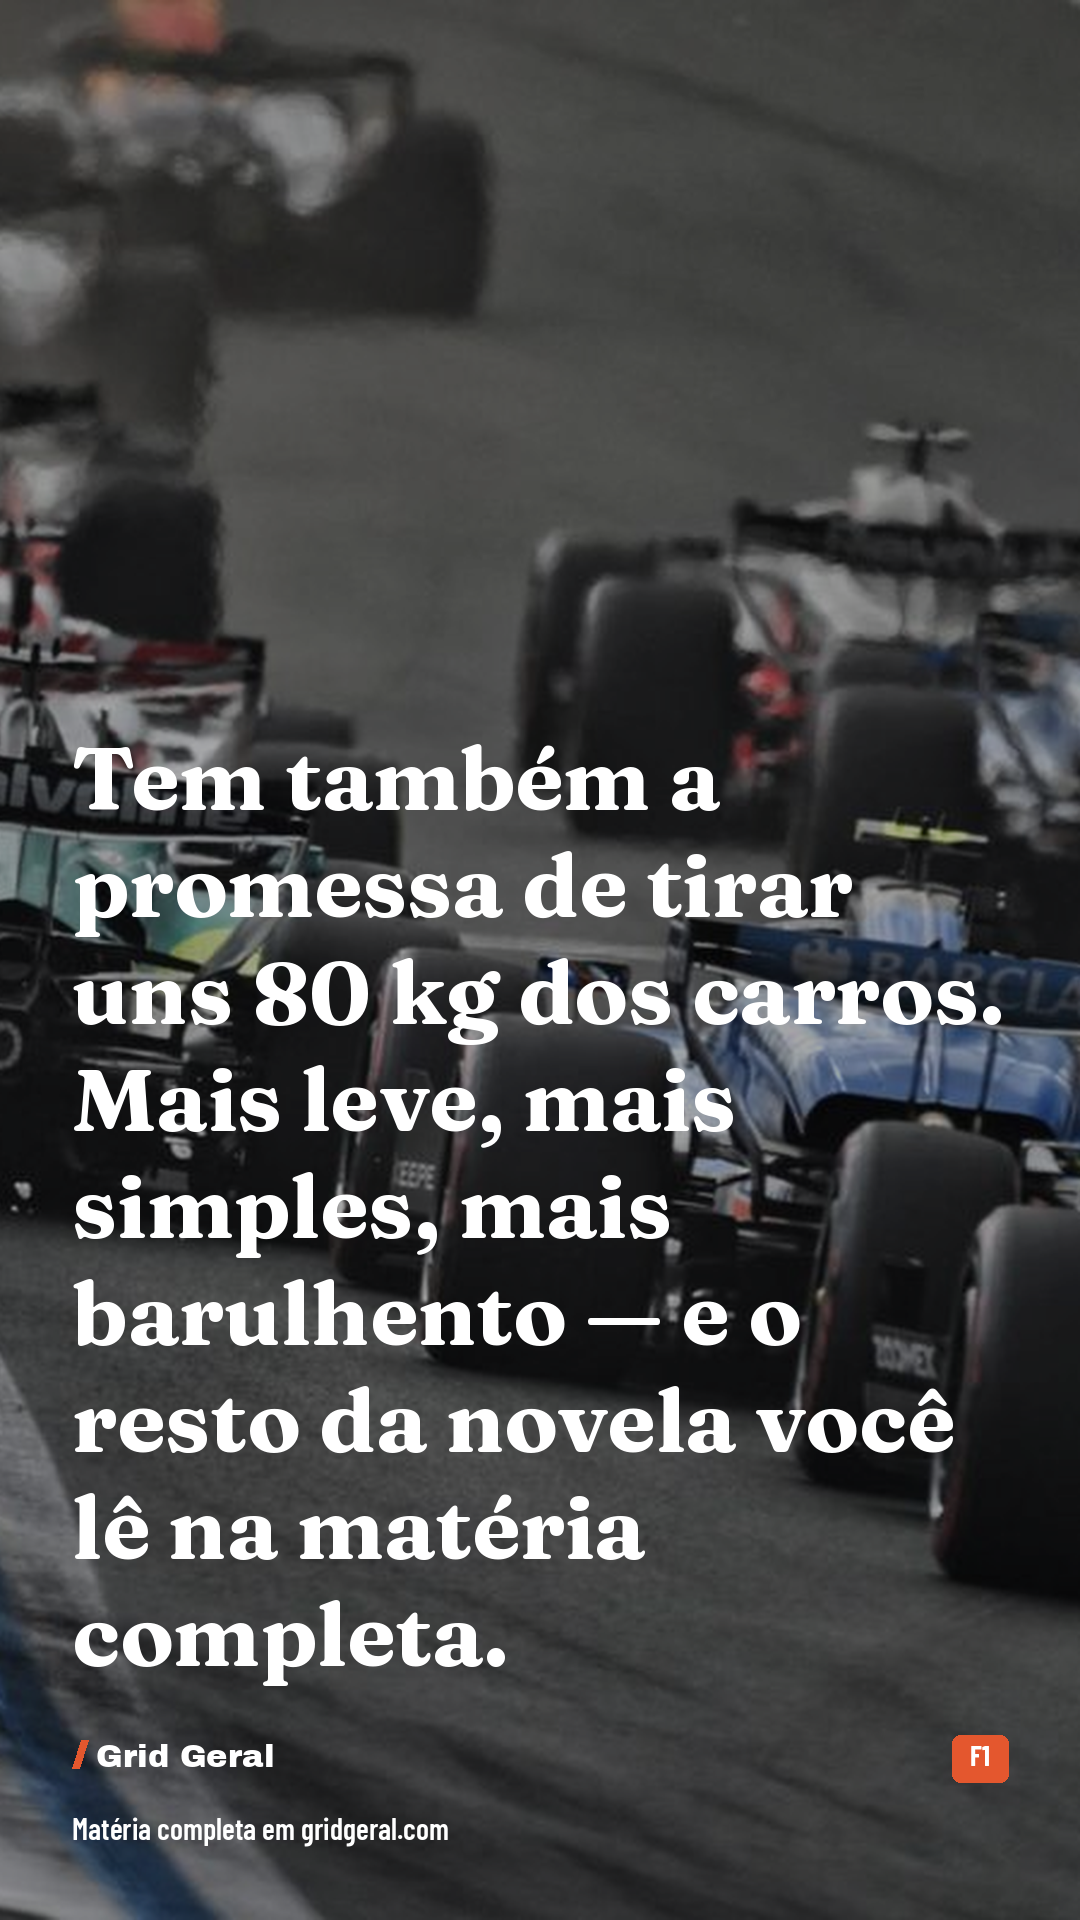 Tem também a
promessa de tirar
uns 80 kg dos carros.
Mais leve, mais
simples, mais
barulhento — e o
resto da novela você
lê na matéria
completa.
/ Grid Geral
F1
Matéria completa em gridgeral.com